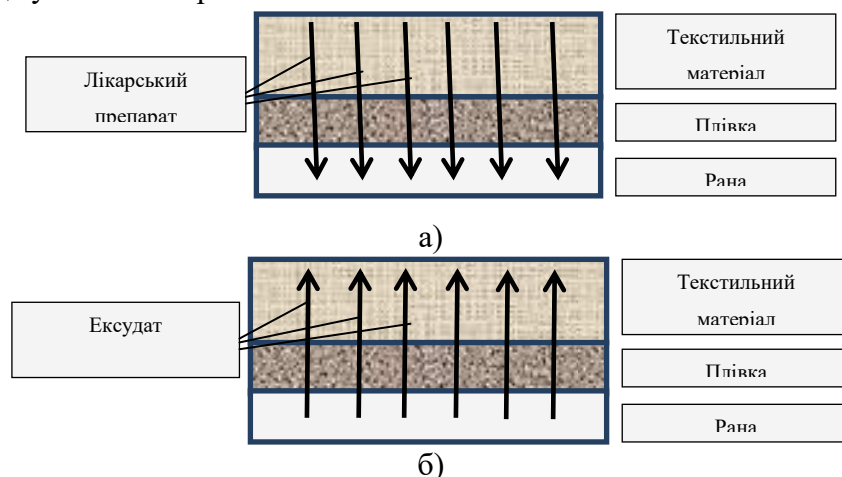 Текстильний
матеріал
Лікарський
препарат
Плівка
Рана
а)
Текстильний
матеріал
Ексудат
Плівка
Рана
б)